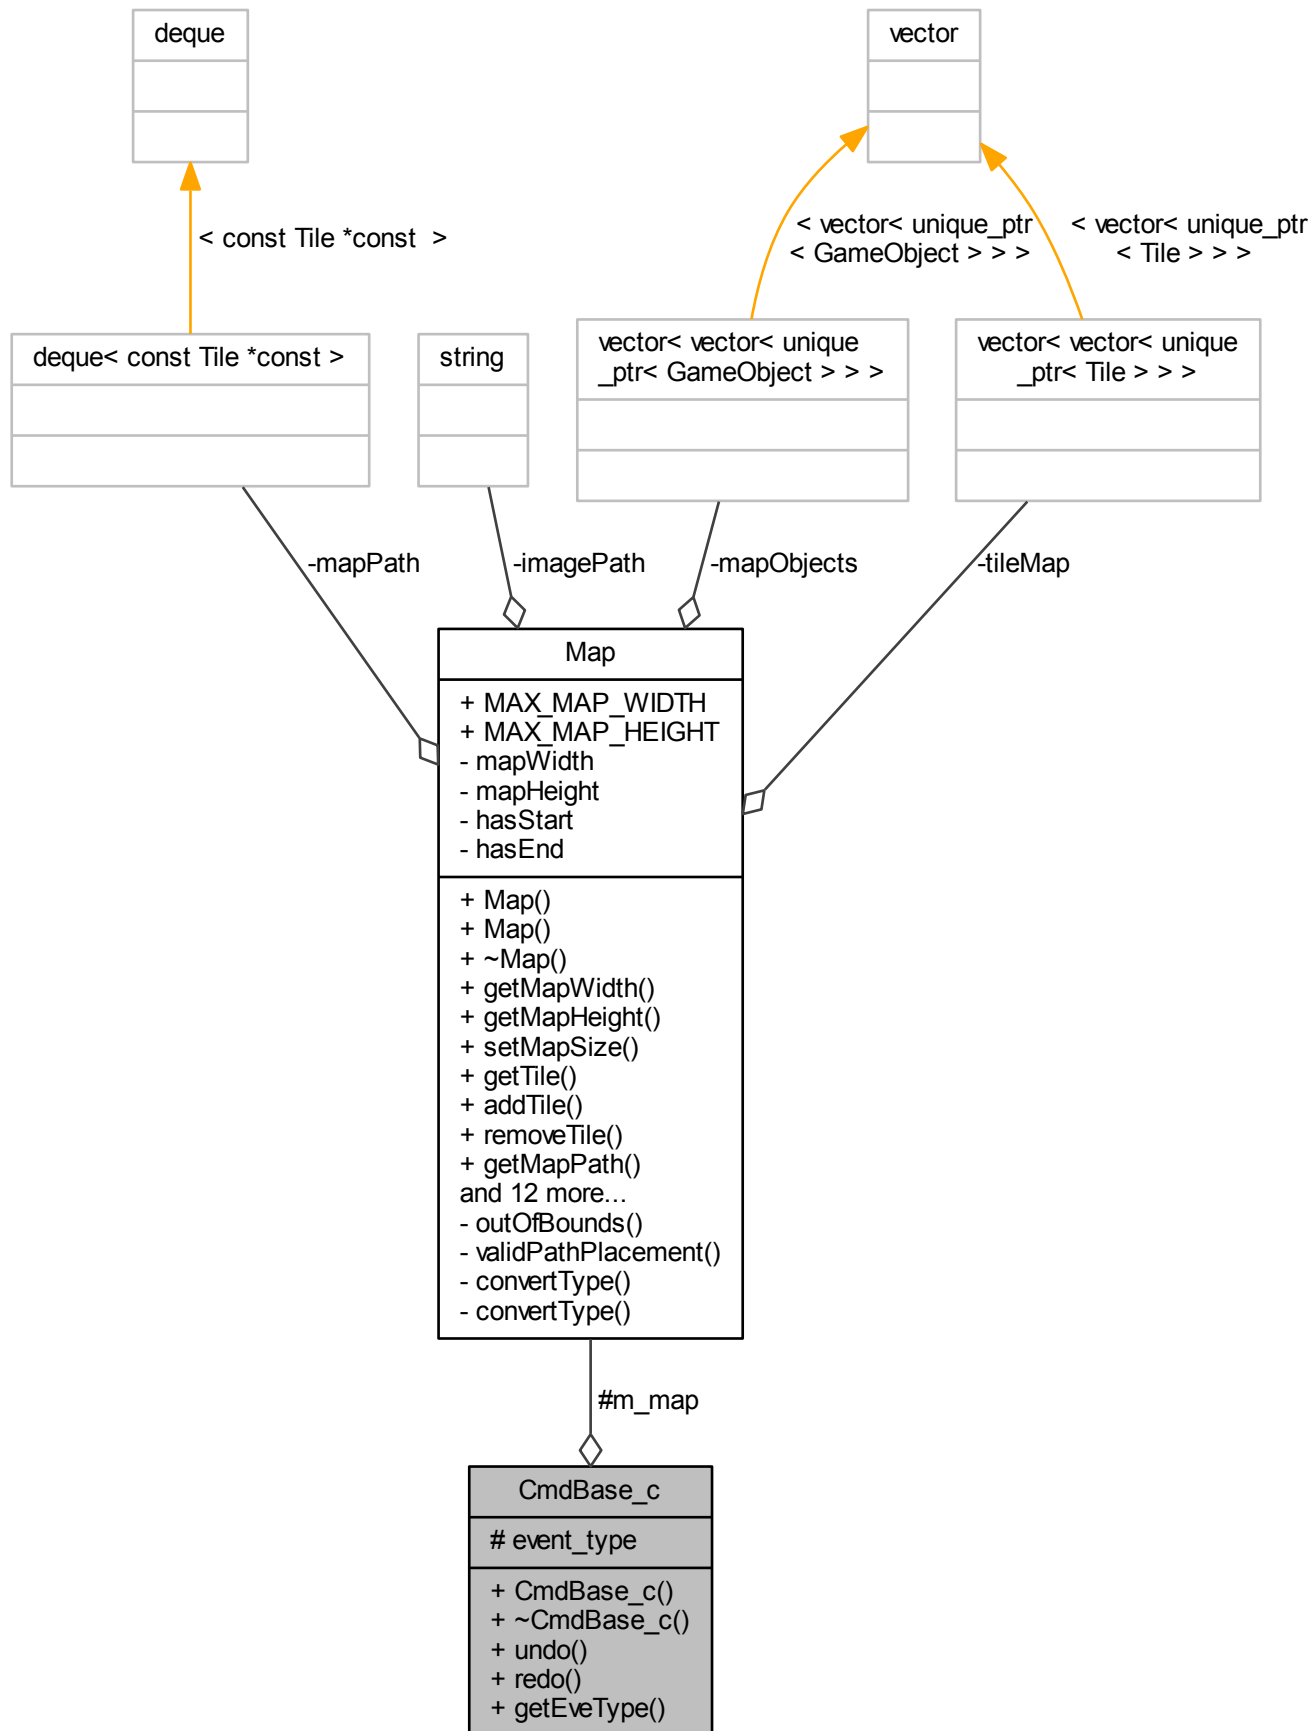 deque
vector
< const Tile *const  >
< vector< unique_ptr
< GameObject > > >
< vector< unique_ptr
< Tile > > >
deque< const Tile *const >
string
vector< vector< unique
_ptr< GameObject > > >
vector< vector< unique
_ptr< Tile > > >
-mapPath
-imagePath
-mapObjects
-tileMap
Map
+ MAX_MAP_WIDTH
+ MAX_MAP_HEIGHT
- mapWidth
- mapHeight
- hasStart
- hasEnd
+ Map()
+ Map()
+ ~Map()
+ getMapWidth()
+ getMapHeight()
+ setMapSize()
+ getTile()
+ addTile()
+ removeTile()
+ getMapPath()
and 12 more...
- outOfBounds()
- validPathPlacement()
- convertType()
- convertType()
#m_map
CmdBase_c
# event_type
+ CmdBase_c()
+ ~CmdBase_c()
+ undo()
+ redo()
+ getEveType()